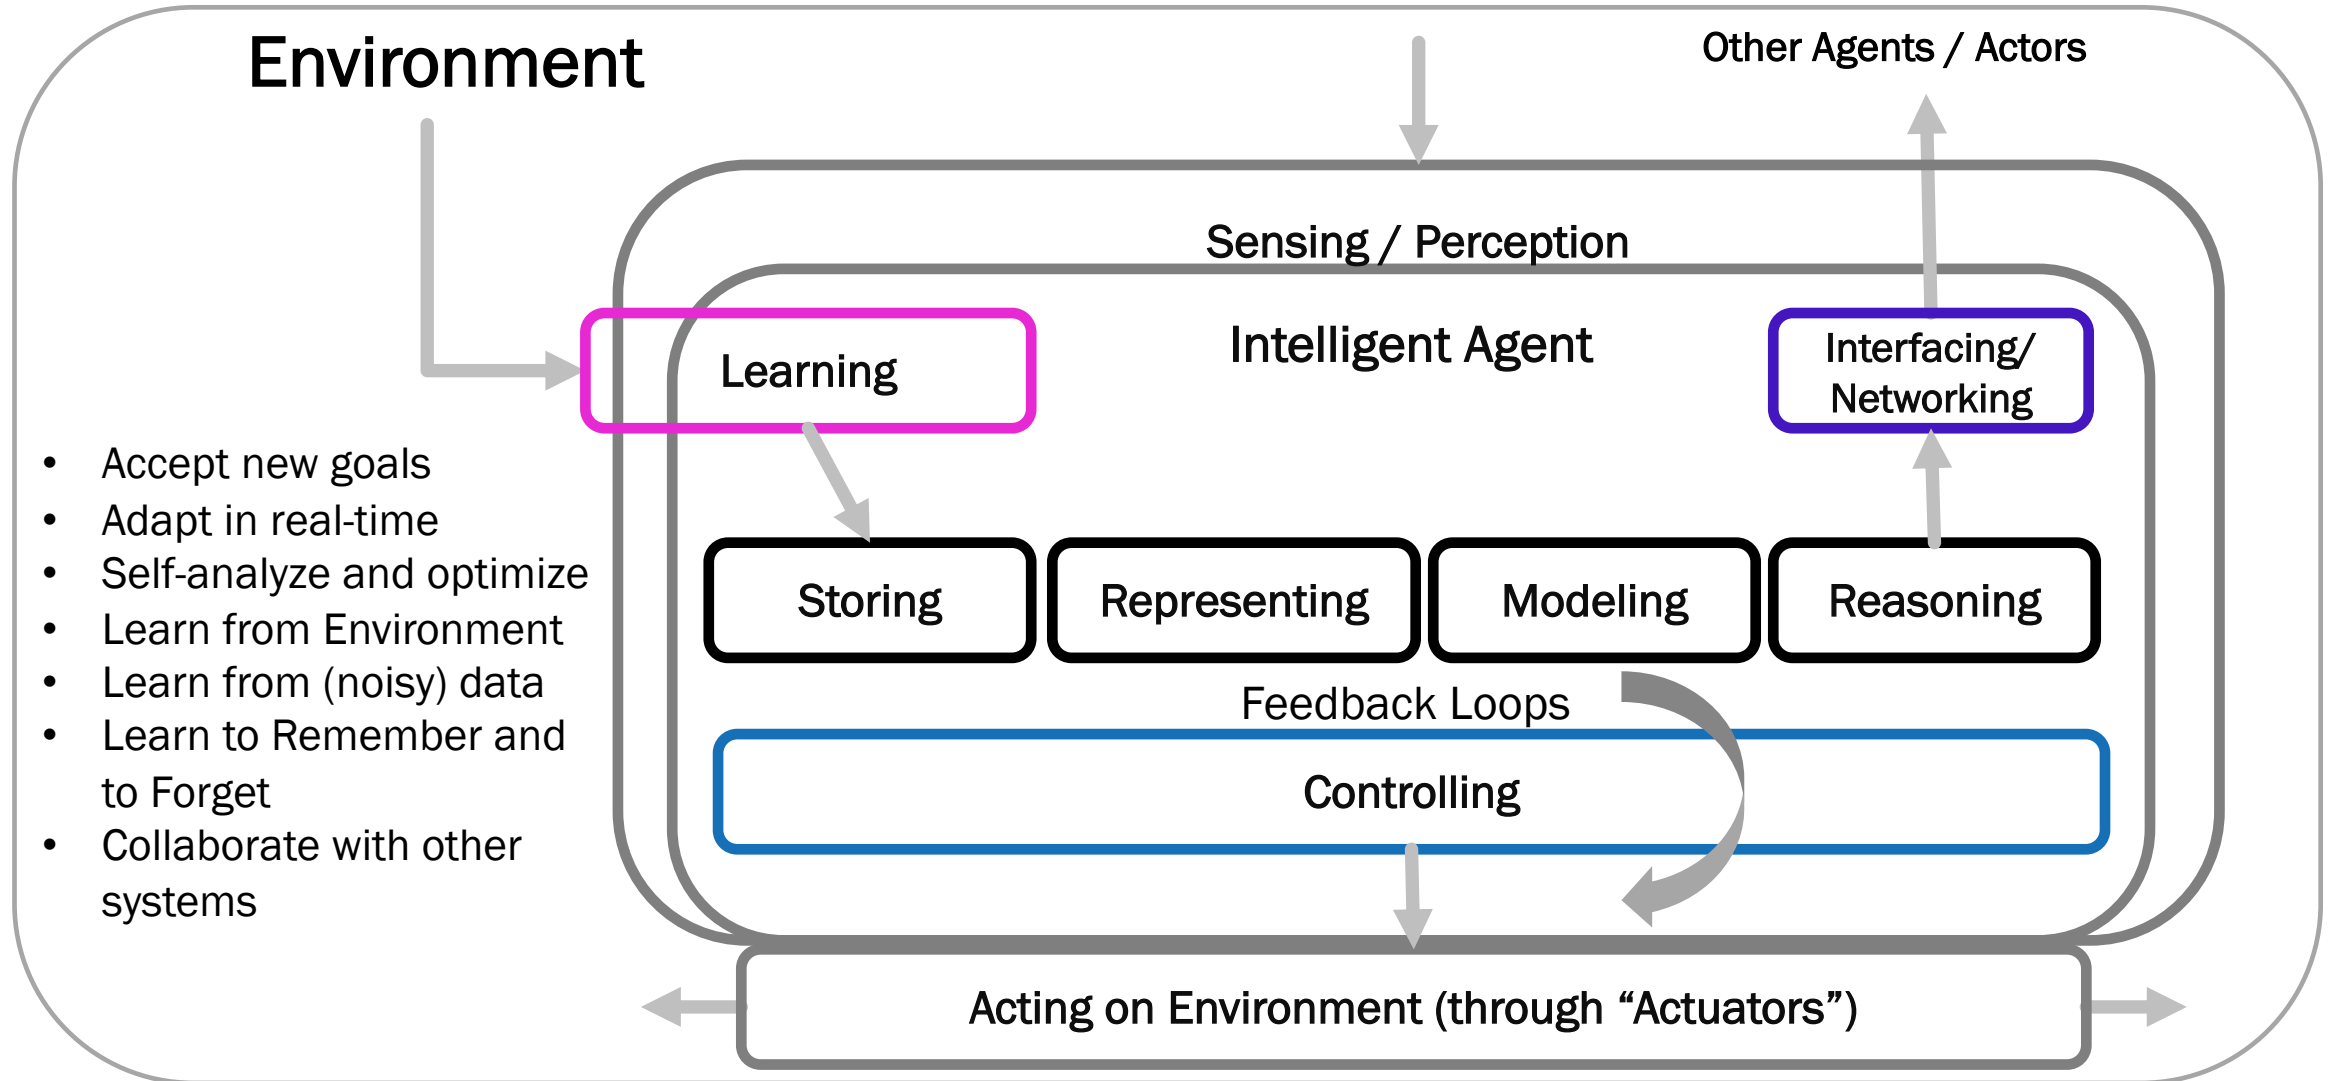 Environment
Other Agents / Actors
Sensing / Perception
Intelligent Agent
Learning
Interfacing/
Networking
• Accept new goals
• Adapt in real-time
• Self-analyze and optimize
• Learn from Environment
• Learn from (noisy) data
• Learn to Remember and
to Forget
• Collaborate with other
systems
Storing
Representing
Modeling
Reasoning
Feedback Loops
Controlling
Acting on Environment (through “Actuators”)